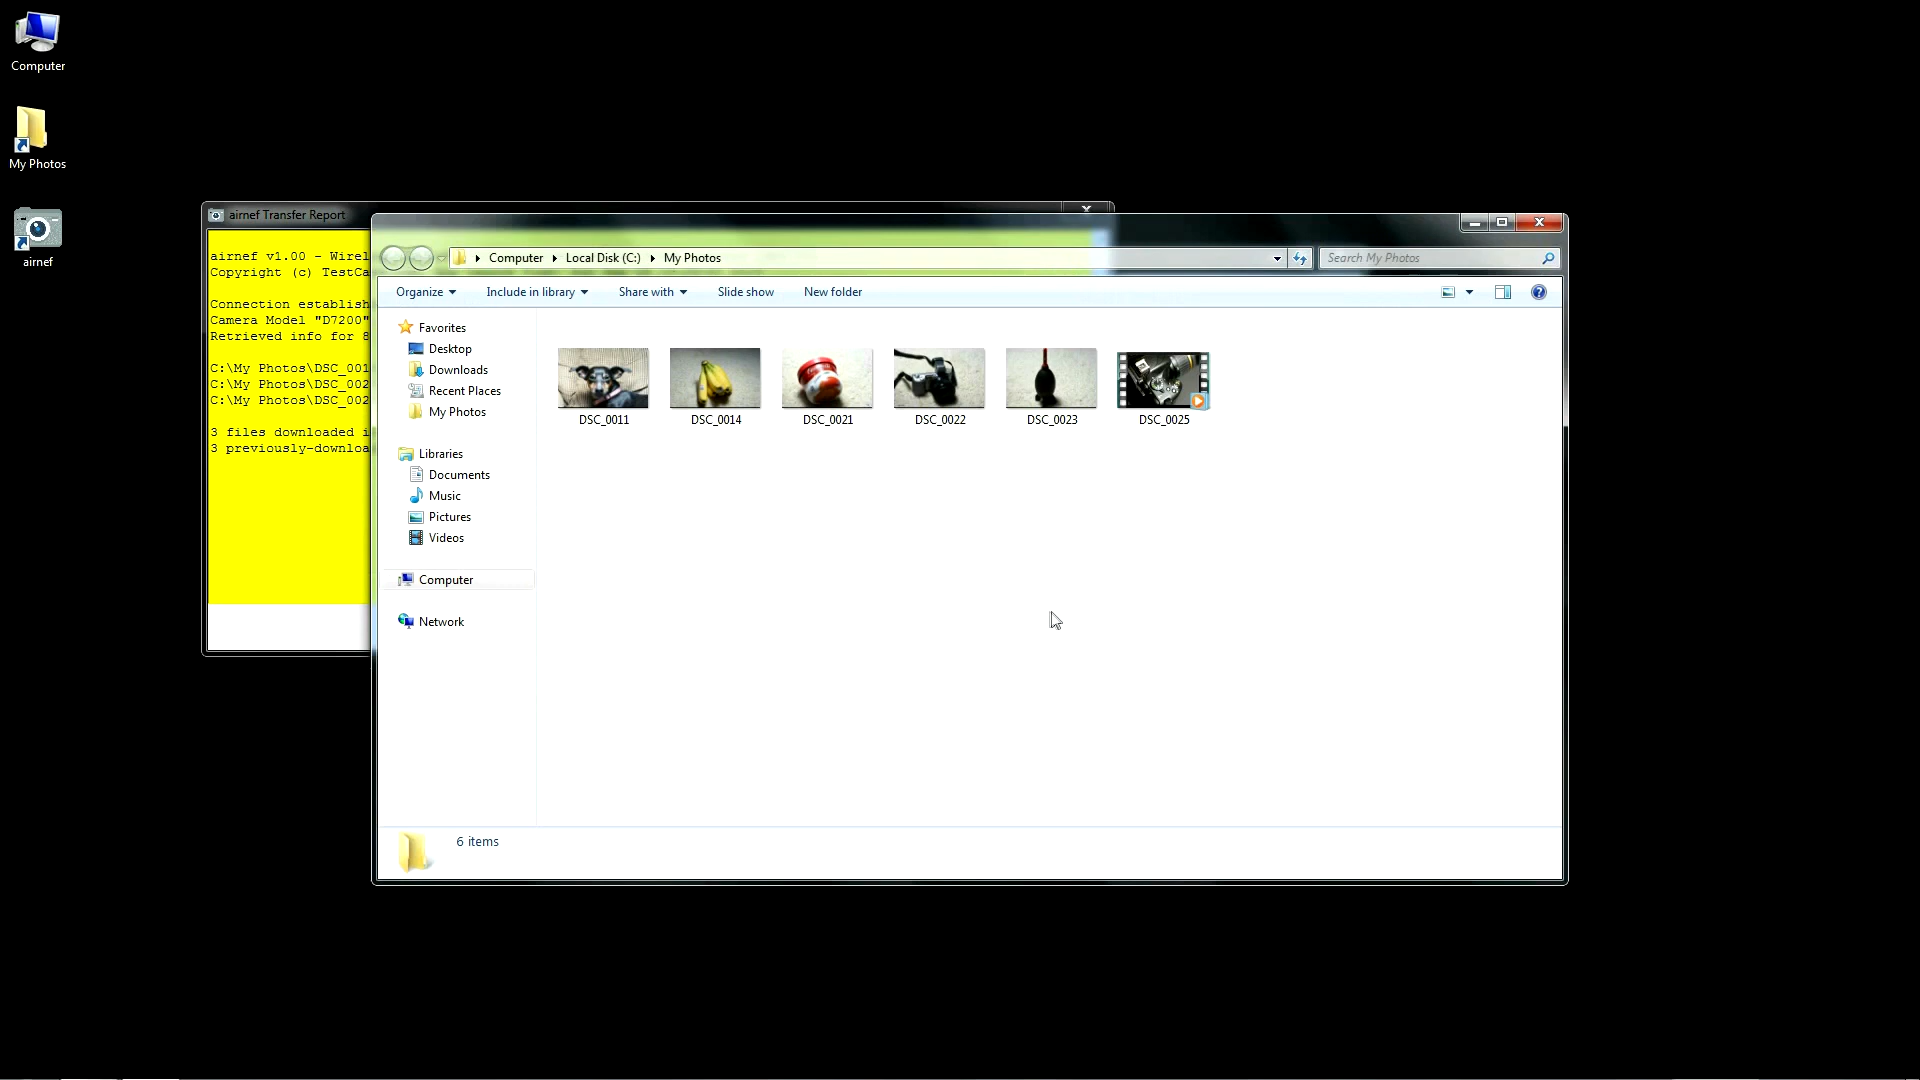 Computer
My Photos
airnef
airnef Transfer Report
airnef v1.00 - Wirel
Copyright (c) TestCa
Connection establish
Camera Model "D7200"
Retrieved info for 8
C:\My Photos\DSC_001
C:\My Photos\DSC_002
C:\My Photos\DSC_002
3 files downloaded i
3 previously-downloa
Computer Local Disk (C:) My Photos
Search My Photos
Organize Include in library Share with Slide show New folder
Favorites
Desktop
Downloads
Recent Places
My Photos
Libraries
Documents
Music
Pictures
Videos
Computer
Network
DSC_0011 DSC_0014 DSC_0021 DSC_0022 DSC_0023 DSC_0025
6 items